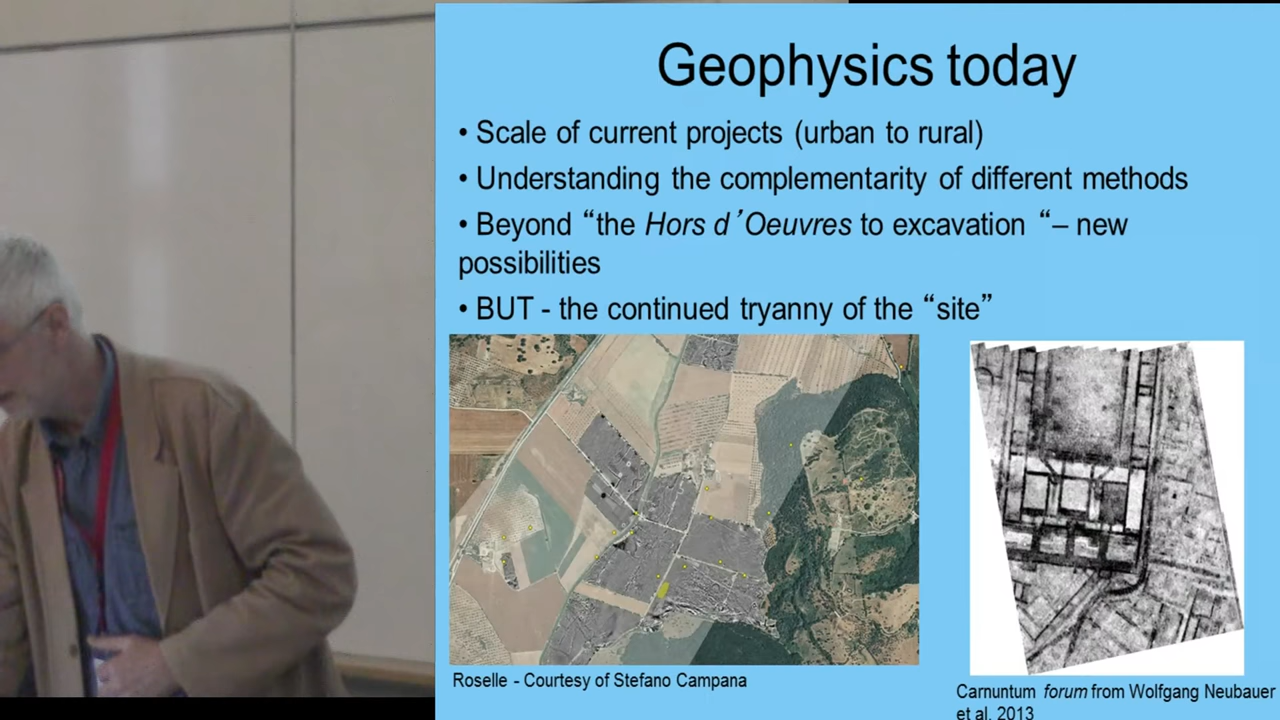 Geophysics today
• Scale of current projects (urban to rural)
• Understanding the complementarity of different methods
• Beyond “the Hors d’Oeuvres to excavation “– new
possibilities
• BUT - the continued tryanny of the “site”
Roselle - Courtesy of Stefano Campana
Carnuntum forum from Wolfgang Neubauer
et al. 2013